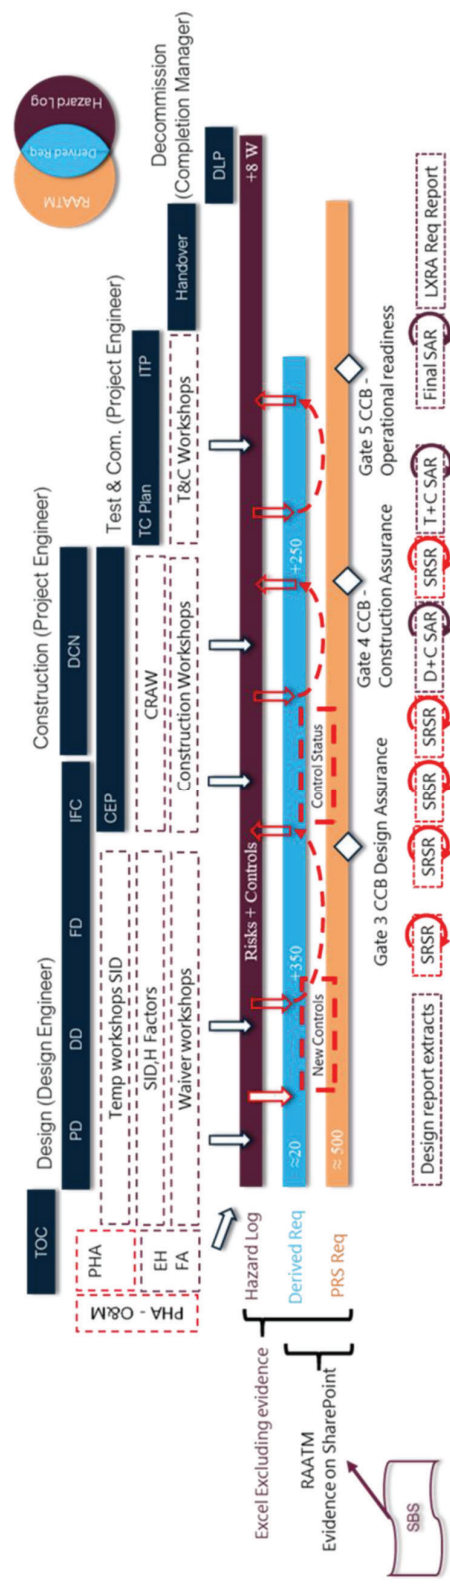 RAATM
Derived Req
Hazard Log
TOC
Design (Design Engineer)
Construction (Project Engineer)
Test & Com. (Project Engineer)
Decommission
(Completion Manager)
PD
DD
FD
IFC
DCN
CEP
TC Plan
ITP
Handover
DLP
PHA - O&M
PHA
EH
FA
Temp workshops SID
SID,H Factors
Waiver workshops
CRAW
Construction Workshops
T&C Workshops
Hazard Log
Risks + Controls
+8 W
Derived Req
≈20
+350
+250
New Controls
Control Status
PRS Req
≈ 500
Excel Excluding evidence
RAATM
Evidence on SharePoint
SBS
Gate 3 CCB Design Assurance
Gate 4 CCB -
Construction Assurance
Gate 5 CCB -
Operational readiness
Design report extracts
SRSR
SRSR
SRSR
SRSR
D+C SAR
SRSR
T+C SAR
Final SAR
LXRA Req Report